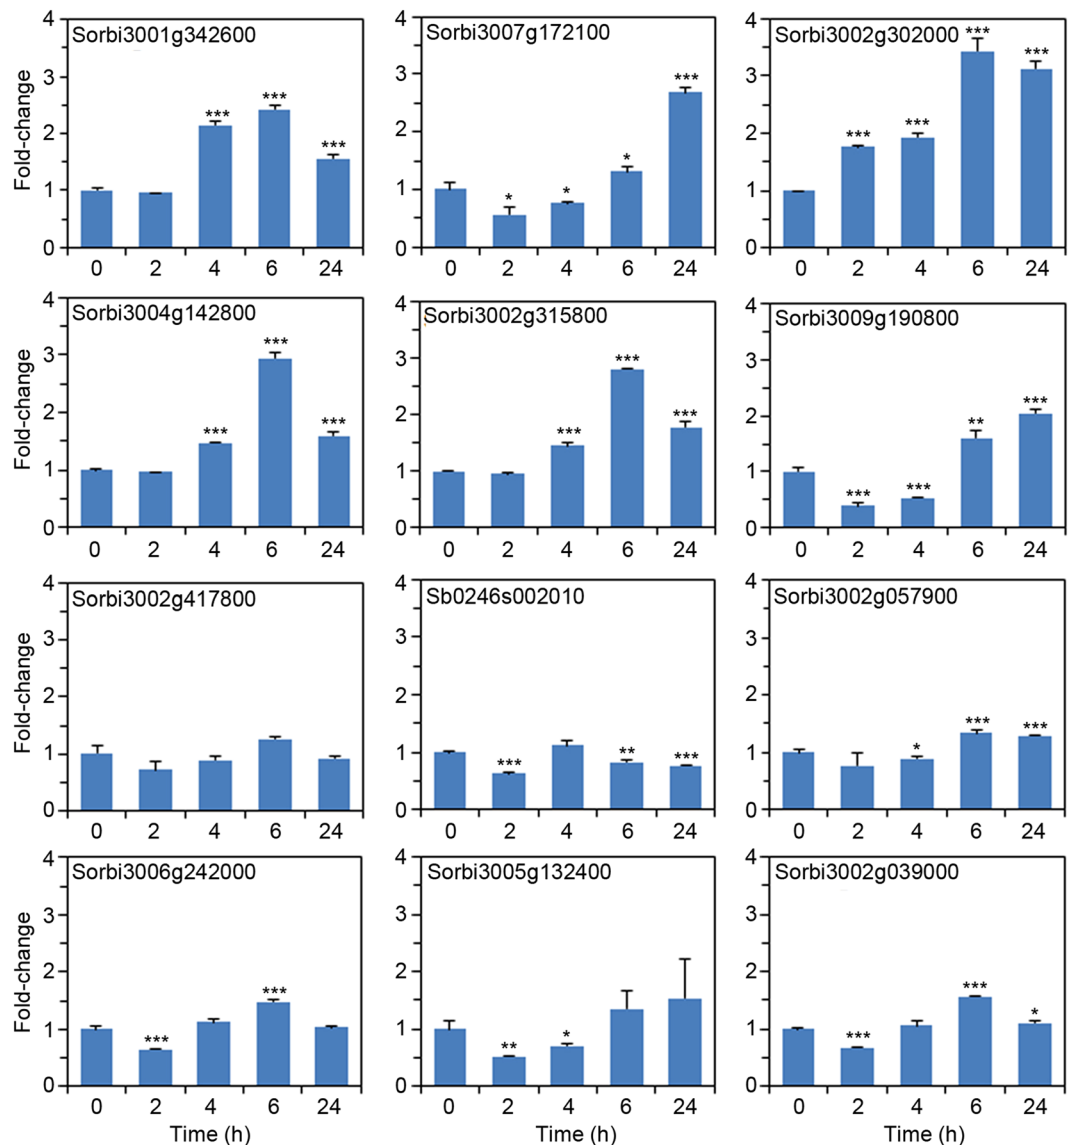 Sorbi3001g342600
Sorbi3007g172100
Sorbi3002g302000
Fold-change
4
3
2
1
0
*** *** ***
0 2 4 6 24
4
3
2
1
0
* * * ***
0 2 4 6 24
4
3
2
1
0
*** *** *** ***
0 2 4 6 24
Sorbi3004g142800
Sorbi3002g315800
Sorbi3009g190800
Fold-change
4
3
2
1
0
*** *** ***
0 2 4 6 24
4
3
2
1
0
*** *** ***
0 2 4 6 24
4
3
2
1
0
*** *** ** ***
0 2 4 6 24
Sorbi3002g417800
Sb0246s002010
Sorbi3002g057900
Fold-change
4
3
2
1
0
0 2 4 6 24
4
3
2
1
0
*** ** ***
0 2 4 6 24
4
3
2
1
0
* *** ***
0 2 4 6 24
Sorbi3006g242000
Sorbi3005g132400
Sorbi3002g039000
Fold-change
4
3
2
1
0
*** ***
0 2 4 6 24
Time (h)
4
3
2
1
0
** *
0 2 4 6 24
Time (h)
4
3
2
1
0
*** *** *
0 2 4 6 24
Time (h)